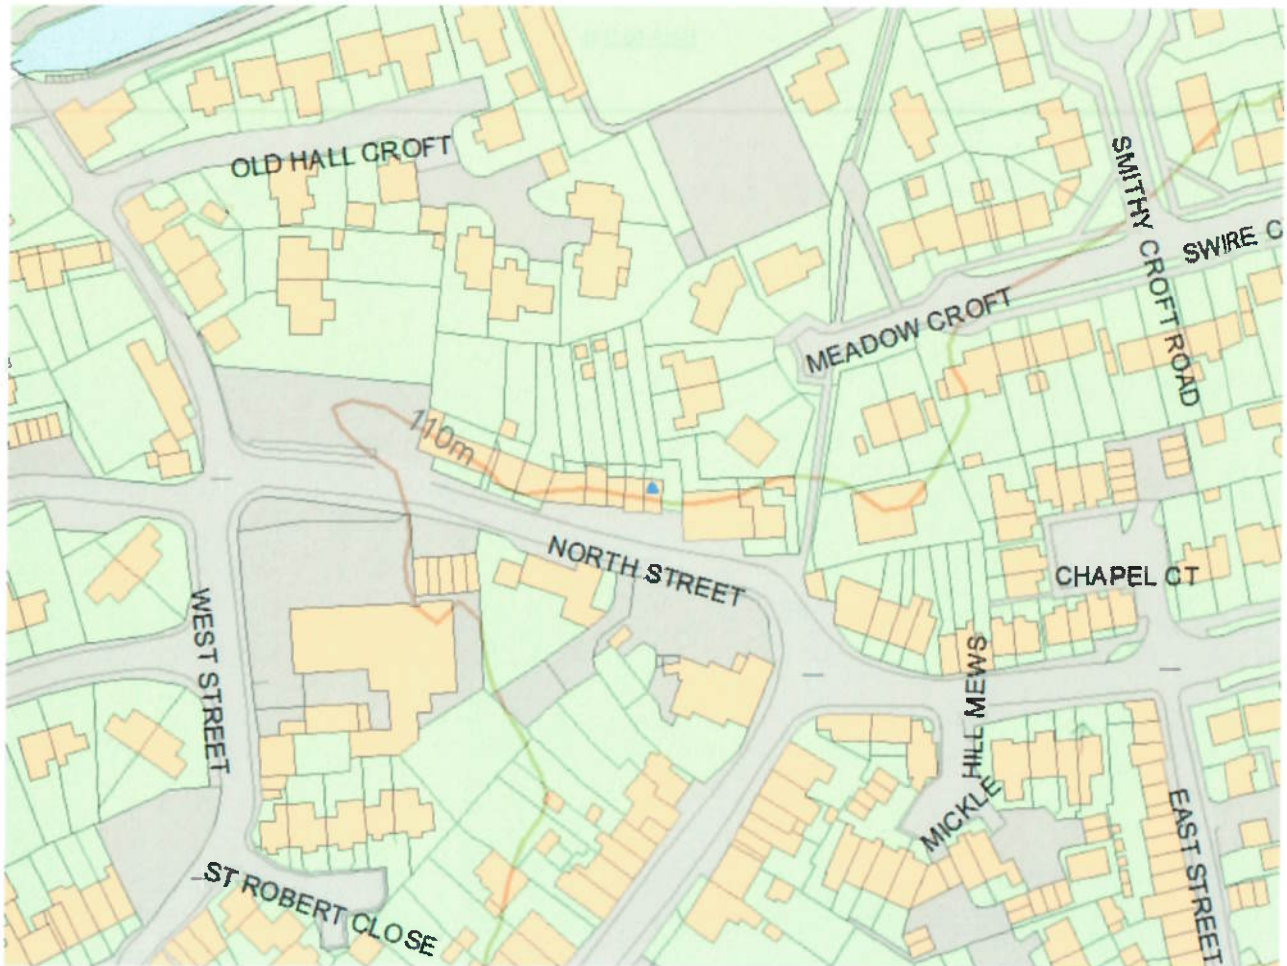 OLD HALL CROFT
SMITHY CROFT ROAD
SWIRE C
MEADOW CROFT
110m
NORTH STREET
CHAPEL CT
WEST STREET
HILL MEWS
MICKLE
EAST STREET
ST ROBERT CLOSE